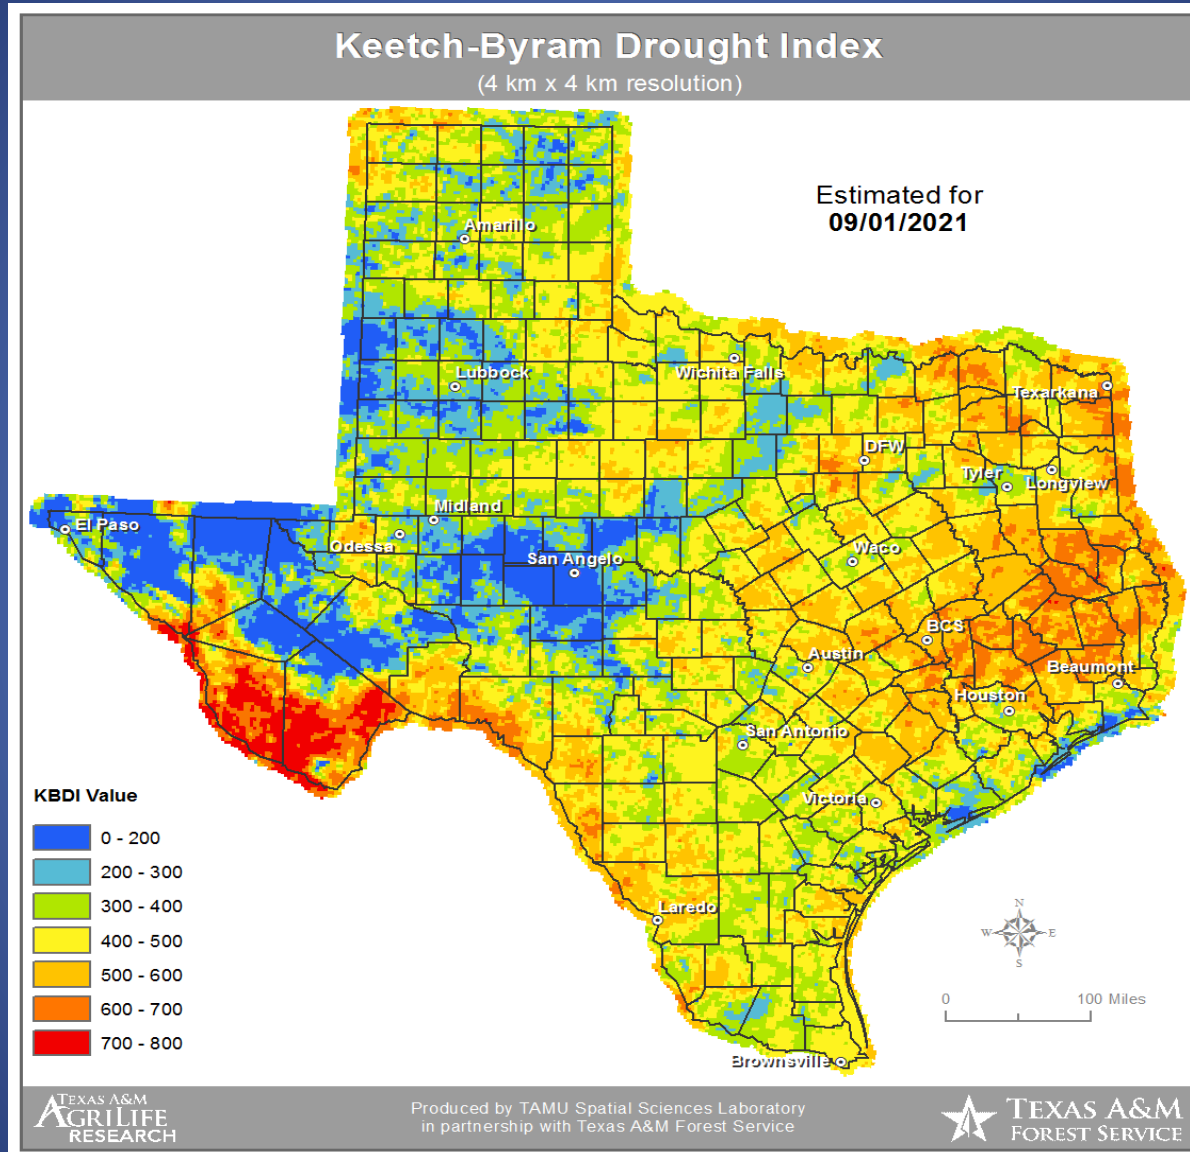 Keetch-Byram Drought Index
(4 km x 4 km resolution)
Estimated for
09/01/2021
Amarillo
Lubbock
Wichita Falls
Texarkana
DFW
Tyler
Longview
Midland
El Paso
Odessa
San Angelo
Waco
BCS
Austin
Beaumont
Houston
San Antonio
Victoria
Laredo
Brownsville
KBDI Value
0 - 200
200 - 300
300 - 400
400 - 500
500 - 600
600 - 700
700 - 800
N
W
E
S
0
100 Miles
TEXAS A&M
AGRILIFE
RESEARCH
Produced by TAMU Spatial Sciences Laboratory
in partnership with Texas A&M Forest Service
TEXAS A&M
FOREST SERVICE